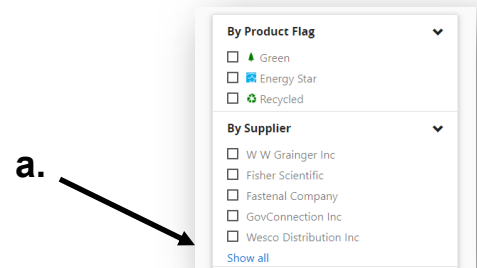 By Product Flag
Green
Energy Star
Recycled
By Supplier
W W Grainger Inc
Fisher Scientific
a.
Fastenal Company
GovConnection Inc
Wesco Distribution Inc
Show all